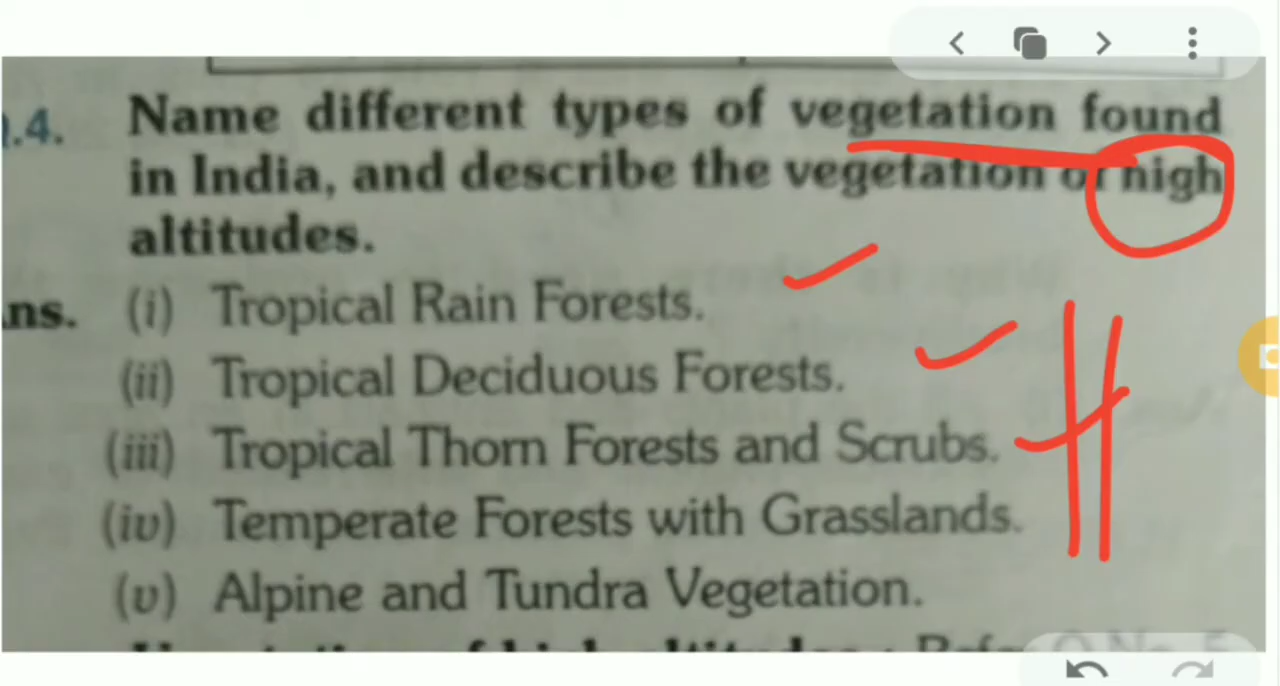 .4. Name different types of vegetation found
in India, and describe the vegetation of high
altitudes.
ns. (i) Tropical Rain Forests.
(ii) Tropical Deciduous Forests.
(iii) Tropical Thorn Forests and Scrubs.
(iv) Temperate Forests with Grasslands.
(v) Alpine and Tundra Vegetation.